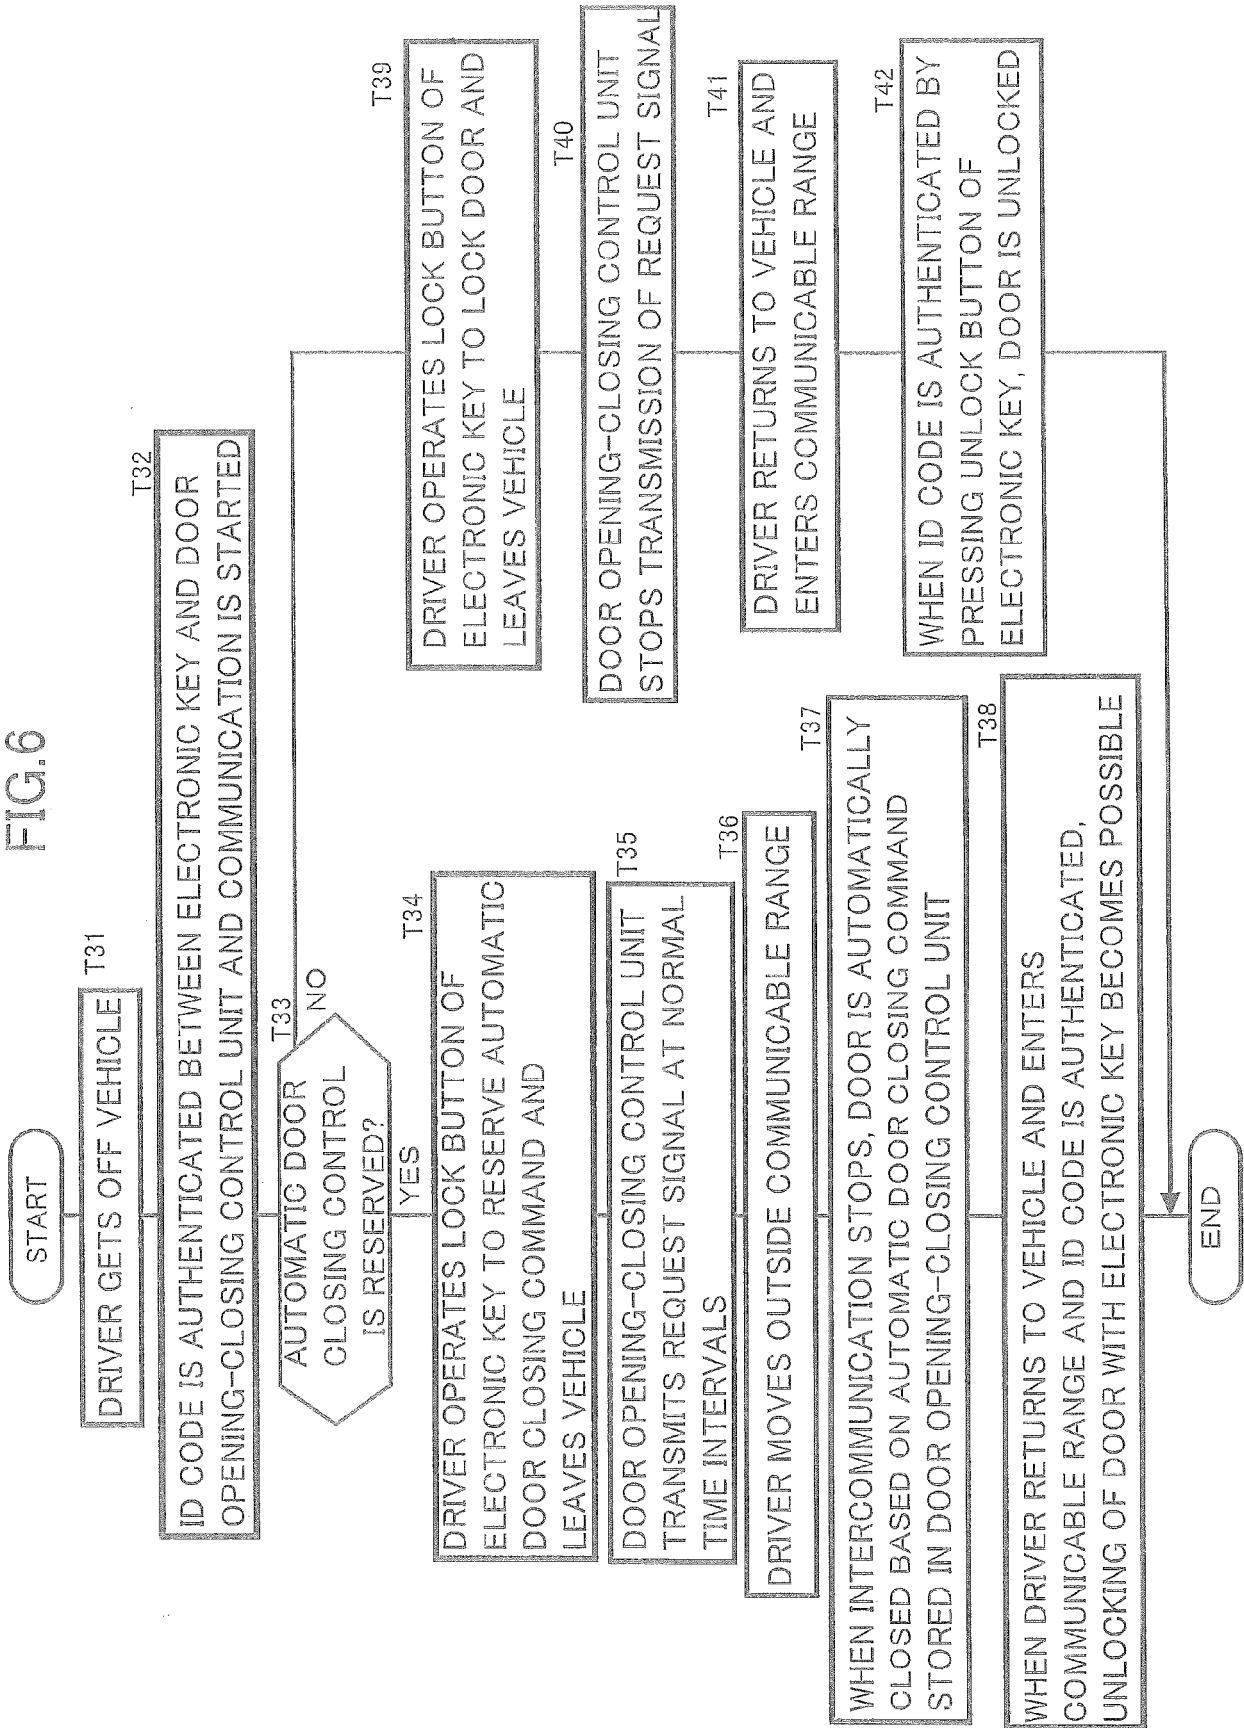 FIG.6
START
T31
DRIVER GETS OFF VEHICLE
T32
ID CODE IS AUTHENTICATED BETWEEN ELECTRONIC KEY AND DOOR
OPENING-CLOSING CONTROL UNIT AND COMMUNICATION IS STARTED
T33
AUTOMATIC DOOR
CLOSING CONTROL
IS RESERVED?
NO
YES
T34
DRIVER OPERATES LOCK BUTTON OF
ELECTRONIC KEY TO RESERVE AUTOMATIC
DOOR CLOSING COMMAND AND
LEAVES VEHICLE
T35
DOOR OPENING-CLOSING CONTROL UNIT
TRANSMITS REQUEST SIGNAL AT NORMAL
TIME INTERVALS
T36
DRIVER MOVES OUTSIDE COMMUNICABLE RANGE
T37
WHEN INTERCOMMUNICATION STOPS, DOOR IS AUTOMATICALLY
CLOSED BASED ON AUTOMATIC DOOR CLOSING COMMAND
STORED IN DOOR OPENING-CLOSING CONTROL UNIT
T38
WHEN DRIVER RETURNS TO VEHICLE AND ENTERS
COMMUNICABLE RANGE AND ID CODE IS AUTHENTICATED,
UNLOCKING OF DOOR WITH ELECTRONIC KEY BECOMES POSSIBLE
T39
DRIVER OPERATES LOCK BUTTON OF
ELECTRONIC KEY TO LOCK DOOR AND
LEAVES VEHICLE
T40
DOOR OPENING-CLOSING CONTROL UNIT
STOPS TRANSMISSION OF REQUEST SIGNAL
T41
DRIVER RETURNS TO VEHICLE AND
ENTERS COMMUNICABLE RANGE
T42
WHEN ID CODE IS AUTHENTICATED BY
PRESSING UNLOCK BUTTON OF
ELECTROINIC KEY, DOOR IS UNLOCKED
END